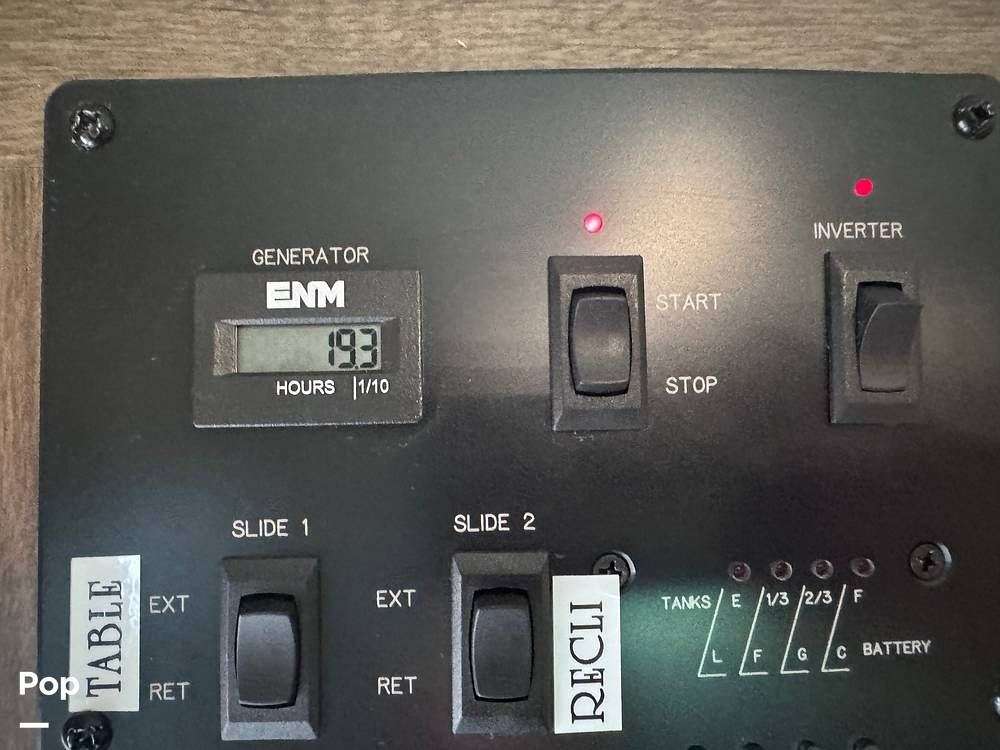 GENERATOR
ENM
19.3
HOURS 1/10
START
STOP
INVERTER
SLIDE 1
SLIDE 2
TABLE
EXT
RET
EXT
RET
RECLI
TANKS E 1/3 2/3 F
L F G C BATTERY
Pop